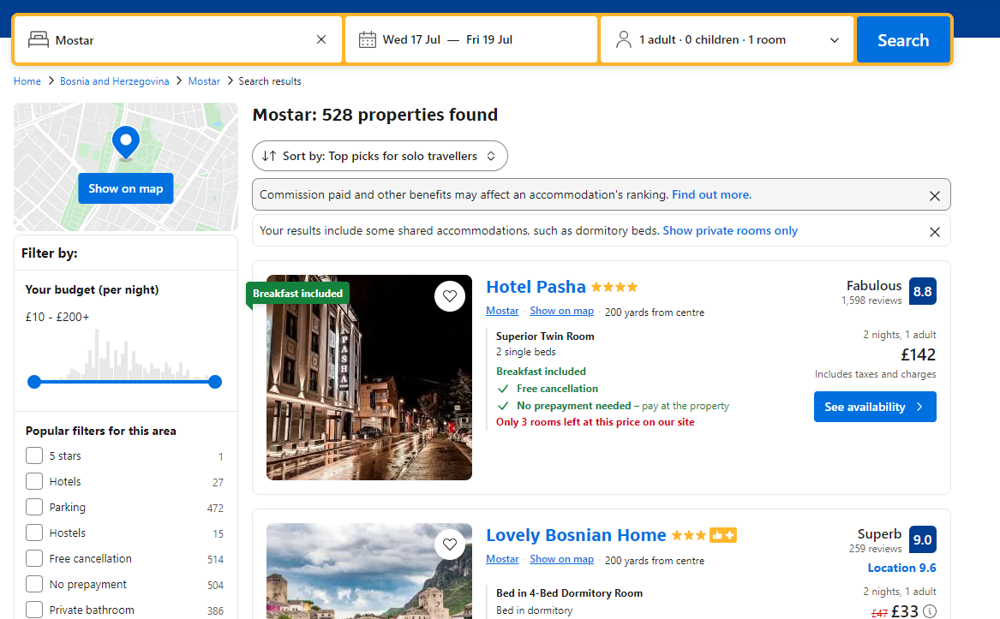 Mostar
Wed 17 Jul — Fri 19 Jul
1 adult · 0 children · 1 room
Search
Home > Bosnia and Herzegovina > Mostar > Search results
Show on map
Filter by:
Your budget (per night)
£10 - £200+
Popular filters for this area
5 stars 1
Hotels 27
Parking 472
Hostels 15
Free cancellation 514
No prepayment 504
Private bathroom 386
Mostar: 528 properties found
Sort by: Top picks for solo travellers
Commission paid and other benefits may affect an accommodation's ranking. Find out more.
Your results include some shared accommodations, such as dormitory beds. Show private rooms only
Breakfast included
PASHA
Hotel Pasha
Mostar · Show on map · 200 yards from centre
Superior Twin Room
2 single beds
Breakfast included
Free cancellation
No prepayment needed – pay at the property
Only 3 rooms left at this price on our site
Fabulous 8.8
1,598 reviews
2 nights, 1 adult
£142
Includes taxes and charges
See availability
Lovely Bosnian Home
Mostar · Show on map · 200 yards from centre
Bed in 4-Bed Dormitory Room
Bed in dormitory
Superb 9.0
259 reviews
Location 9.6
2 nights, 1 adult
£47 £33